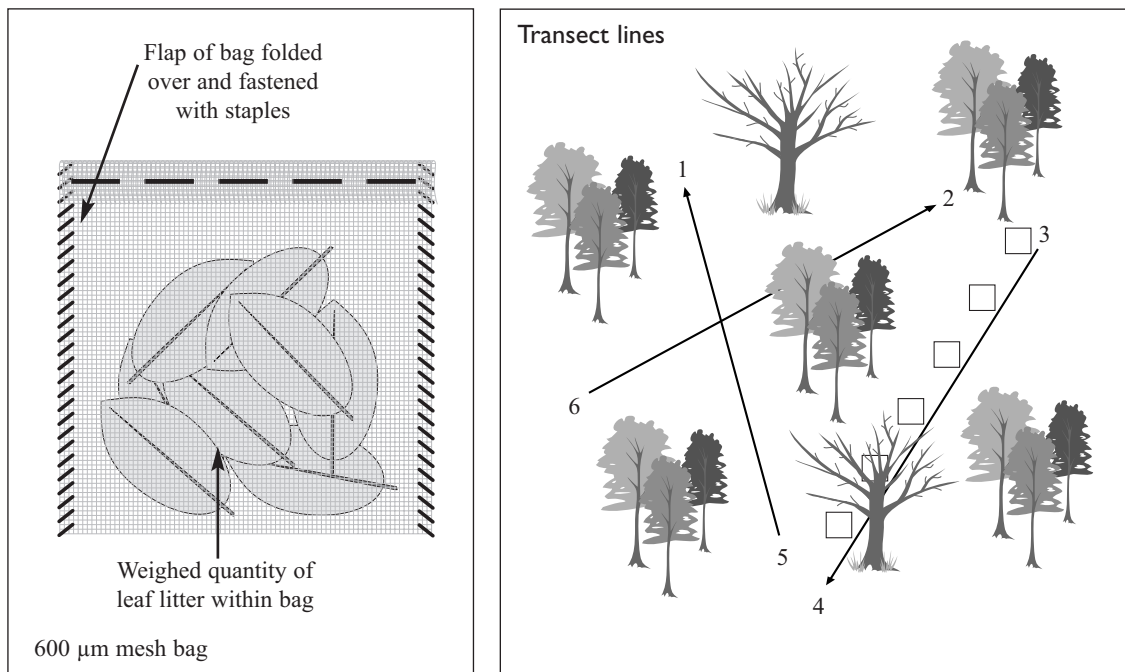 Flap of bag folded
over and fastened
with staples
Weighed quantity of
leaf litter within bag
600 µm mesh bag
Transect lines
1
2
3
6
5
4